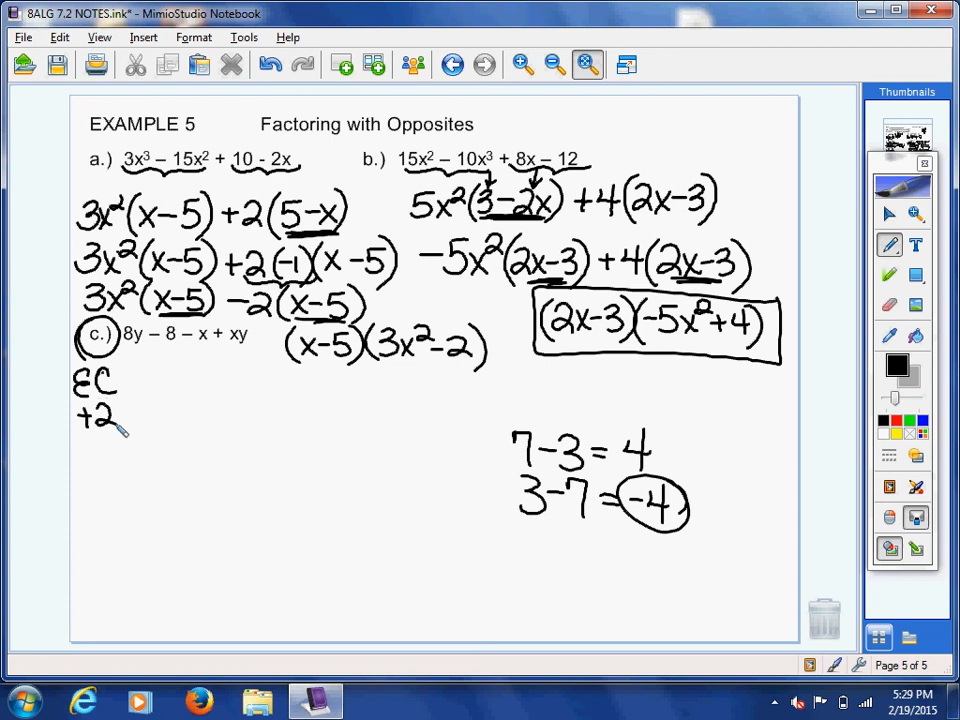 8ALG 7.2 NOTES.ink* - MimioStudio Notebook
File Edit View Insert Format Tools Help
Thumbnails
EXAMPLE 5 Factoring with Opposites
a.) 3x³ – 15x² + 10 - 2x b.) 15x² – 10x³ + 8x – 12
3x²(x-5) +2(5-x) 5x²(3-2x) +4(2x-3)
3x²(x-5) +2(-1)(x-5) -5x²(2x-3) +4(2x-3)
3x²(x-5) -2(x-5) (2x-3)(-5x²+4)
c.) 8y – 8 – x + xy (x-5)(3x²-2)
EC
+2
7-3=4
3-7=-4
T
Page 5 of 5
5:29 PM
2/19/2015